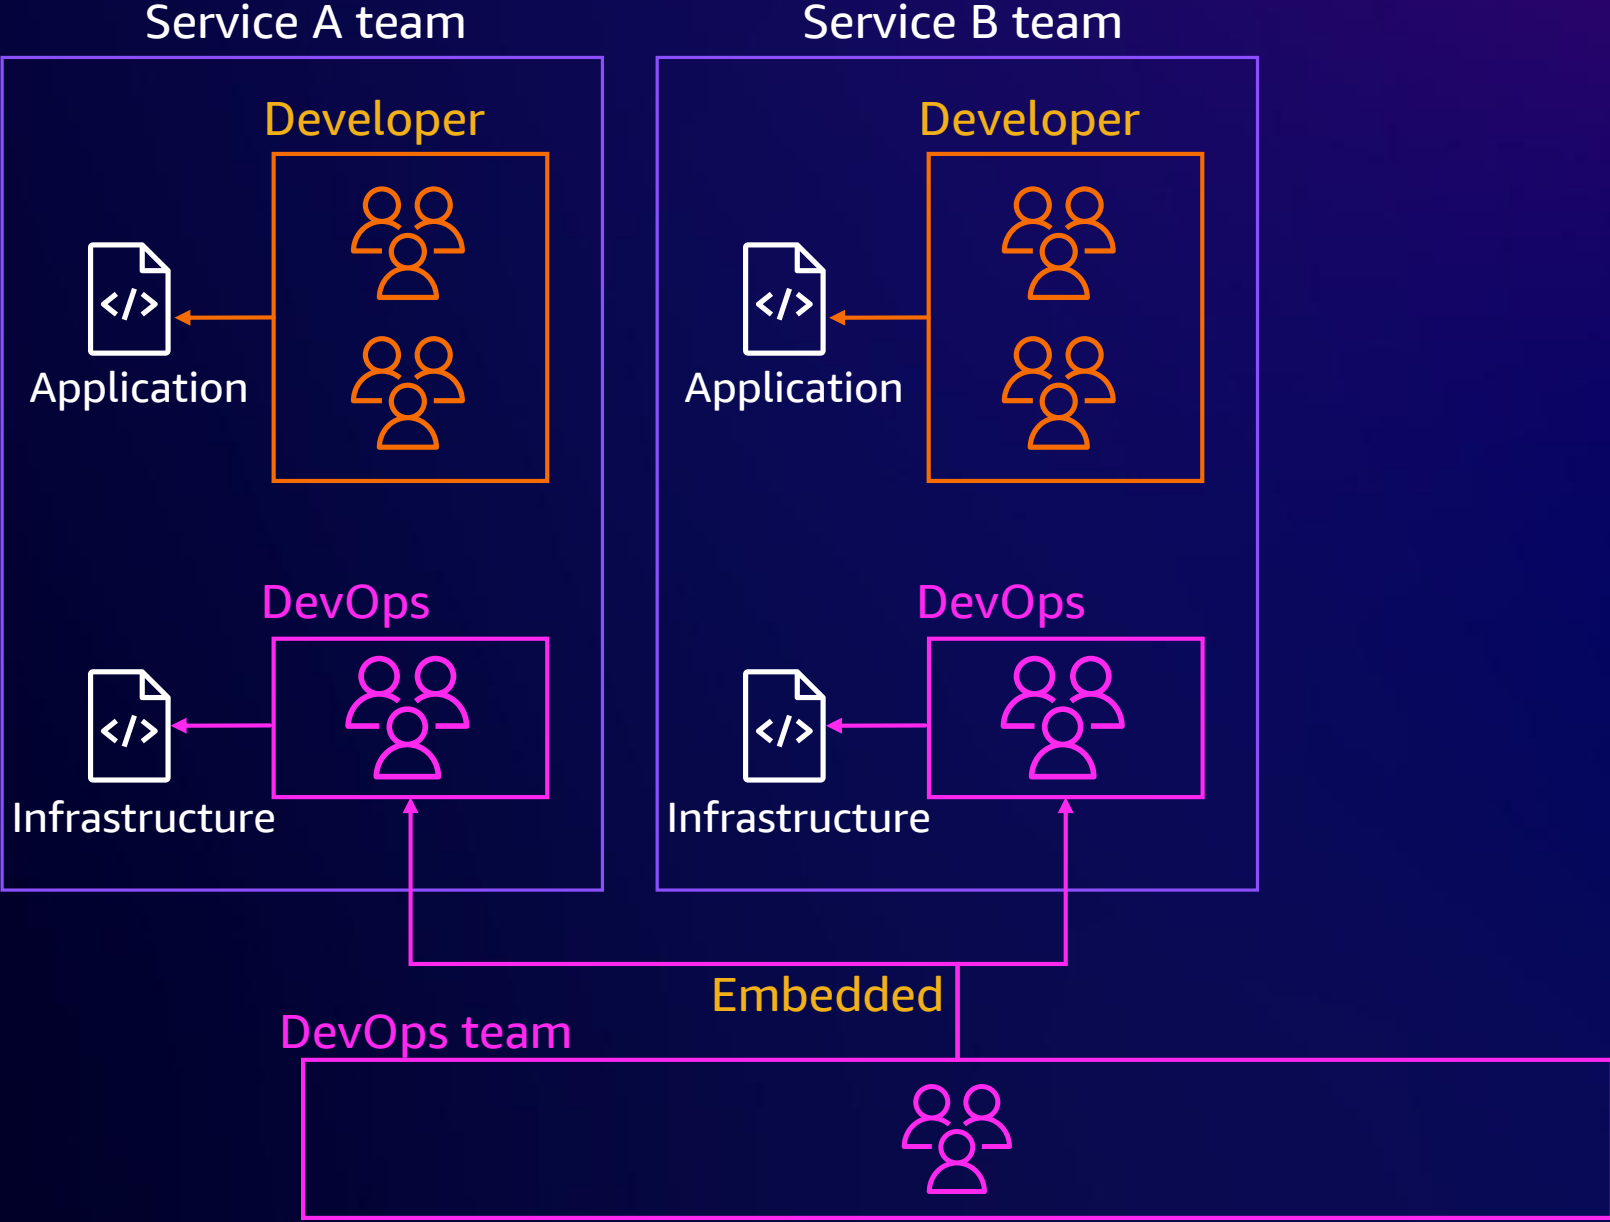 Service A team
Service B team
Developer
Developer
</>
</>
Application
Application
DevOps
DevOps
</>
</>
Infrastructure
Infrastructure
Embedded
DevOps team